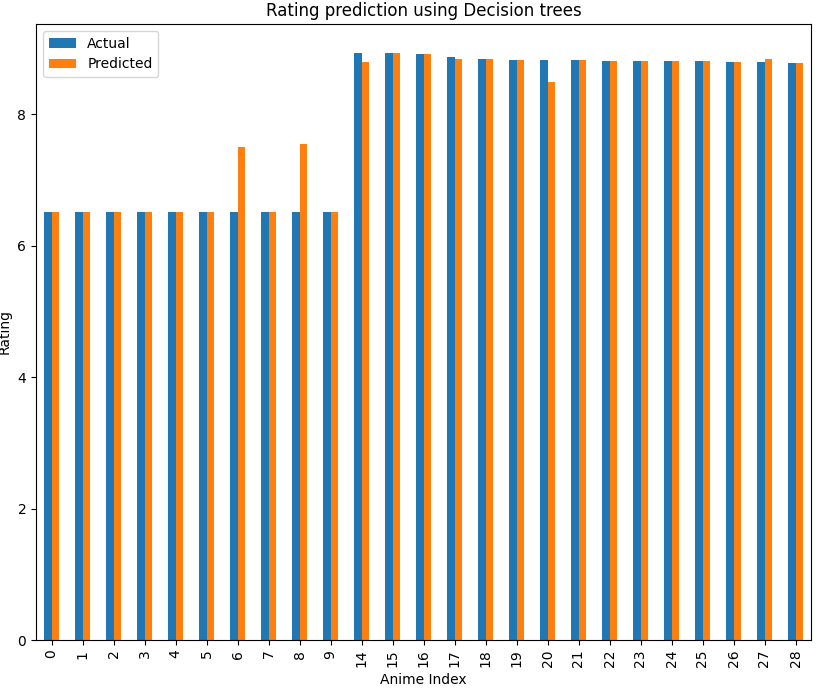 Rating prediction using Decision trees
Actual
Predicted
8
6
4
2
0
Rating
0 1 2 3 4 5 6 7 8 9 14 15 16 17 18 19 20 21 22 23 24 25 26 27 28
Anime Index